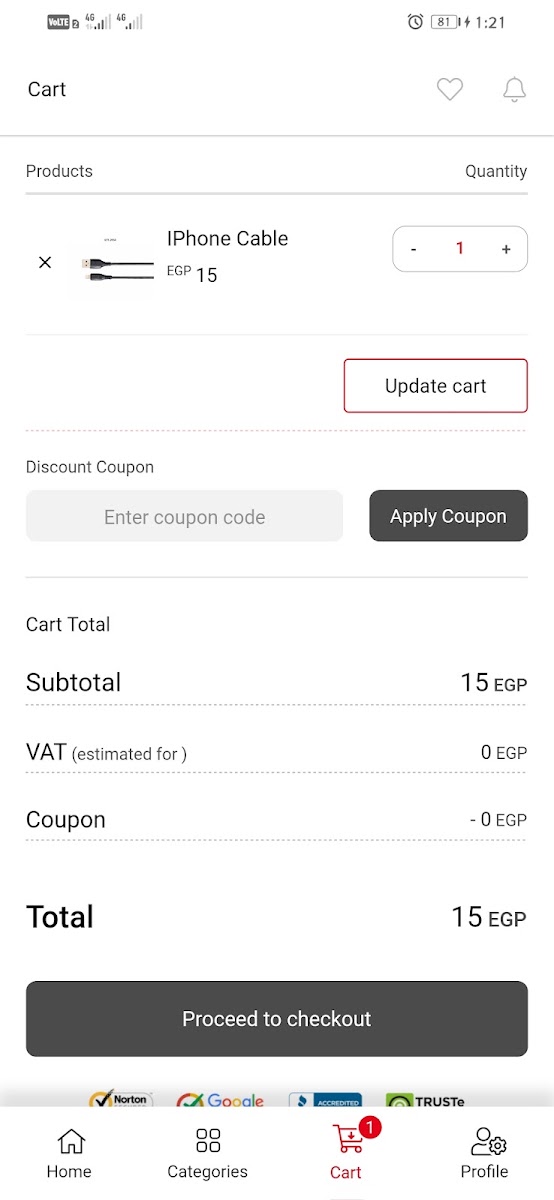 VoLTE 2 4G 4G 81 1:21
Cart
Products Quantity
IPhone Cable
EGP 15
- 1 +
Update cart
Discount Coupon
Enter coupon code Apply Coupon
Cart Total
Subtotal 15 EGP
VAT (estimated for ) 0 EGP
Coupon - 0 EGP
Total 15 EGP
Proceed to checkout
Norton Google ACCREDITED TRUSTe
1
Home Categories Cart Profile